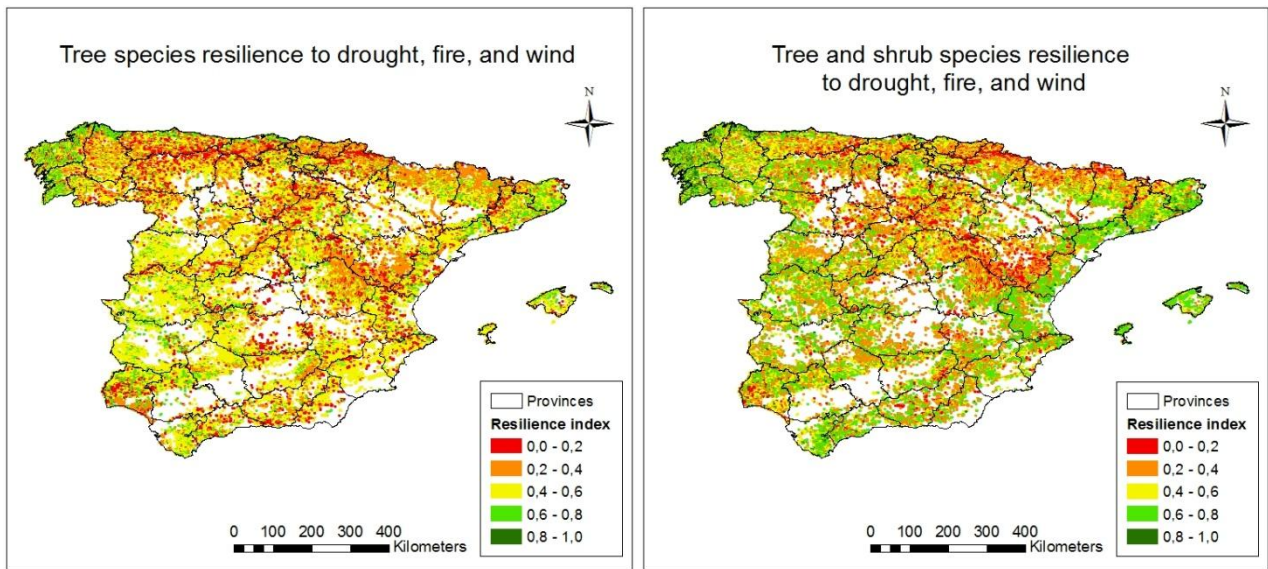 Tree species resilience to drought, fire, and wind
N
Provinces
Resilience index
0,0 - 0,2
0,2 - 0,4
0,4 - 0,6
0,6 - 0,8
0,8 - 1,0
0 100 200 300 400
Kilometers
Tree and shrub species resilience
to drought, fire, and wind
N
Provinces
Resilience index
0,0 - 0,2
0,2 - 0,4
0,4 - 0,6
0,6 - 0,8
0,8 - 1,0
0 100 200 300 400
Kilometers